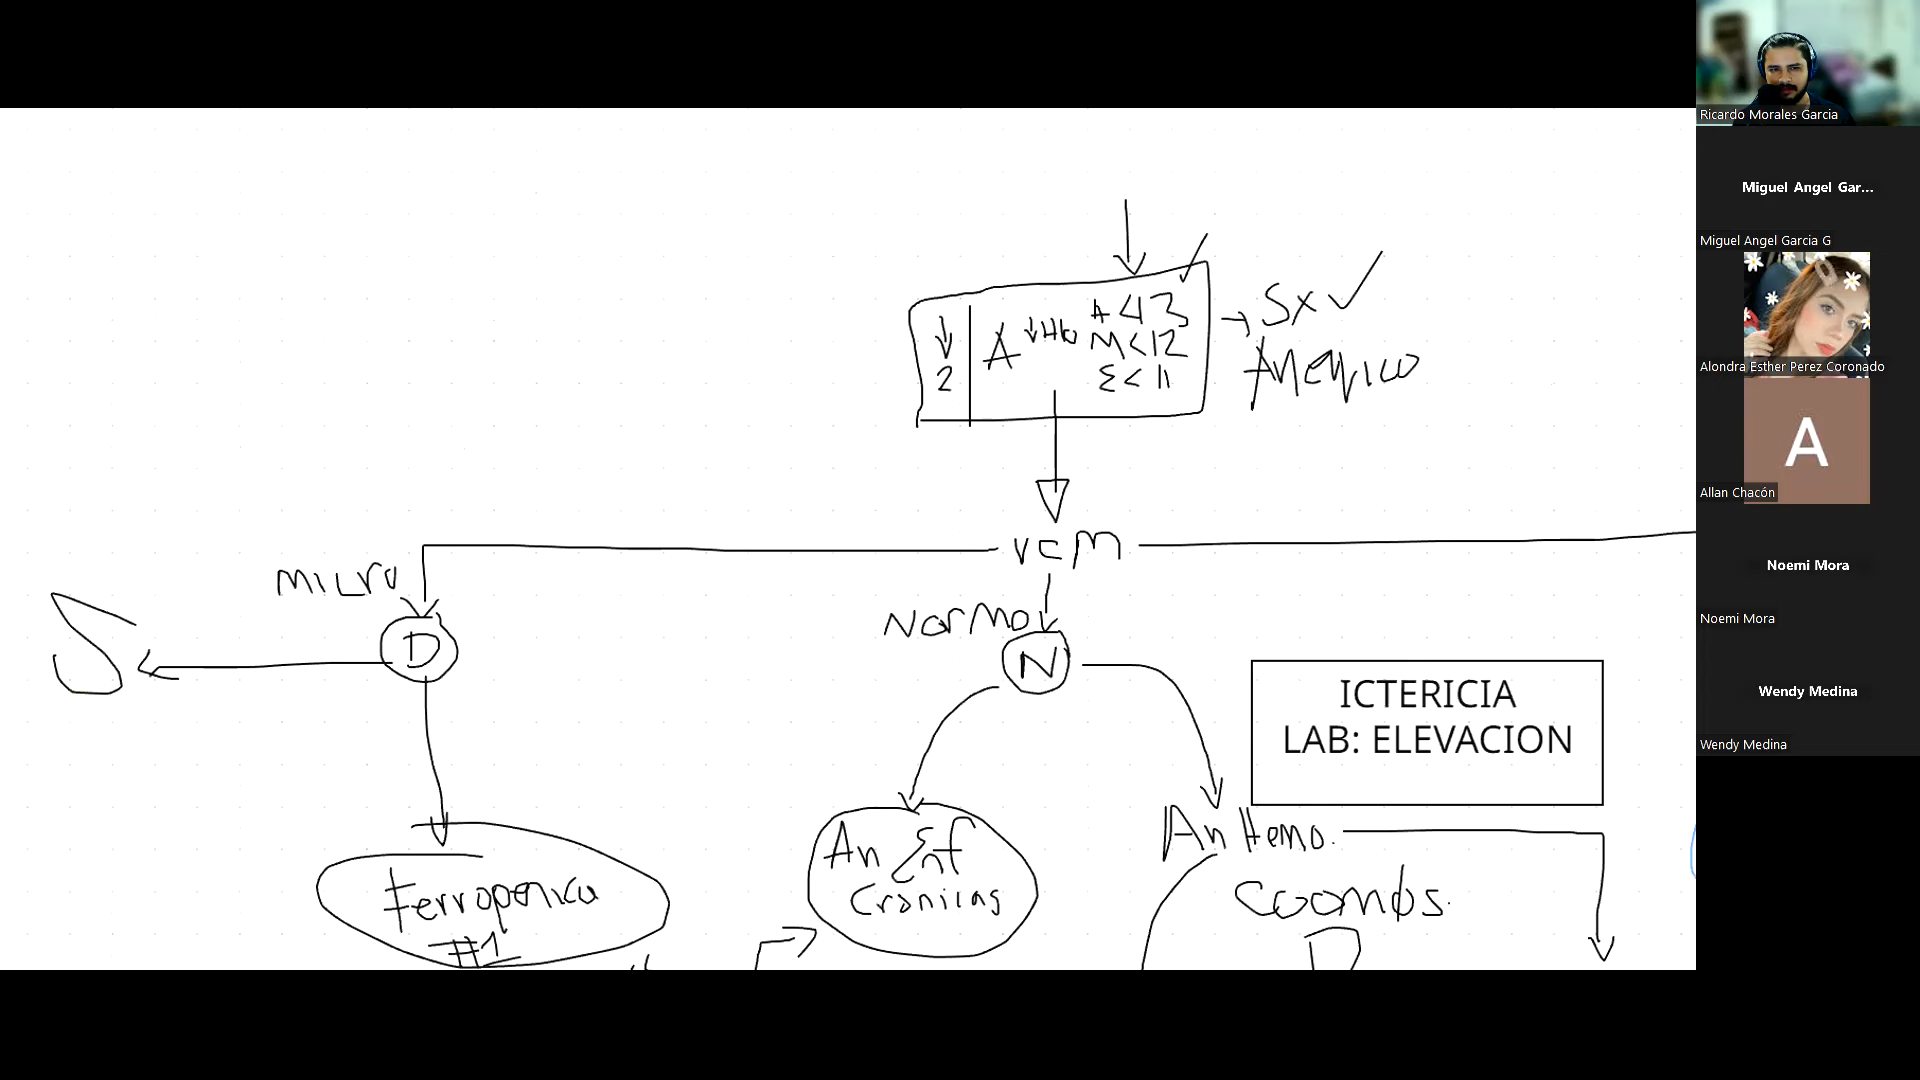 Ricardo Morales Garcia
Miguel Angel Gar...
Miguel Angel Garcia G
Alondra Esther Perez Coronado
A
Allan Chacón
Noemi Mora
Noemi Mora
Wendy Medina
Wendy Medina
H<13
↓2 A ↓Hb M<12
E<11
→ Sx ✓
Anemico
VCM
Micro
Normo
D
N
ICTERICIA
LAB: ELEVACION
An Hemo.
Coombs.
D
An Enf
Cronicas
Ferropenica
#1